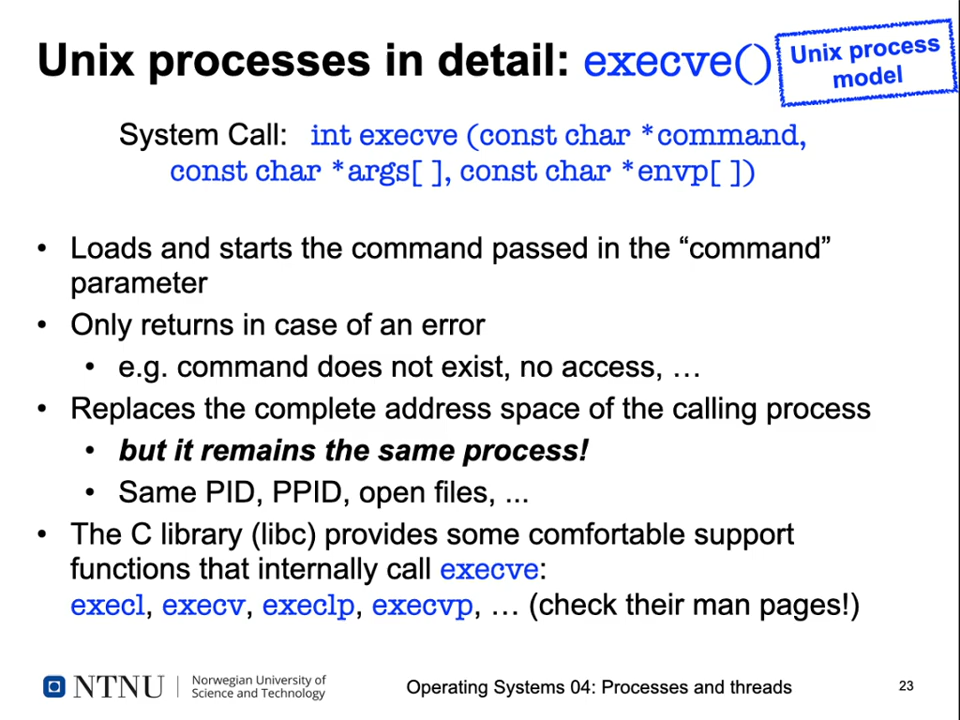 Unix processes in detail: execve()
Unix process
model
System Call: int execve (const char *command,
const char *args[ ], const char *envp[ ])
• Loads and starts the command passed in the “command”
parameter
• Only returns in case of an error
• e.g. command does not exist, no access, …
• Replaces the complete address space of the calling process
• but it remains the same process!
• Same PID, PPID, open files, ...
• The C library (libc) provides some comfortable support
functions that internally call execve:
execl, execv, execlp, execvp, … (check their man pages!)
NTNU
Norwegian University of
Science and Technology
Operating Systems 04: Processes and threads
23